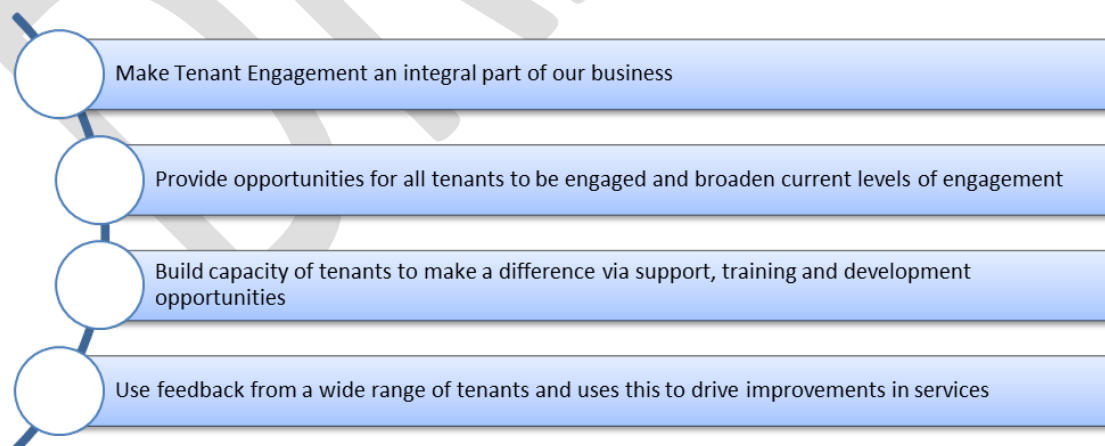 Make Tenant Engagement an integral part of our business
Provide opportunities for all tenants to be engaged and broaden current levels of engagement
Build capacity of tenants to make a difference via support, training and development
opportunities
Use feedback from a wide range of tenants and uses this to drive improvements in services